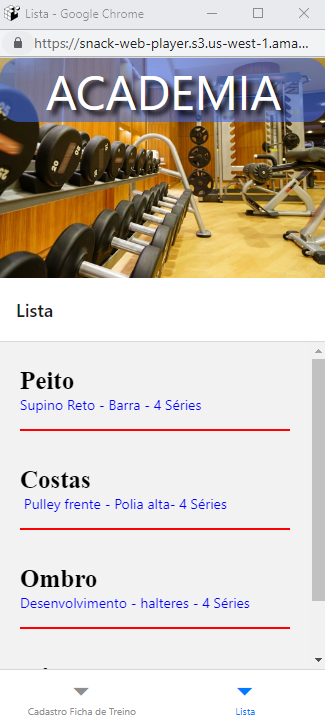 Lista - Google Chrome
https://snack-web-player.s3.us-west-1.ama...
ACADEMIA
Lista
Peito
Supino Reto - Barra - 4 Séries
Costas
Pulley frente - Polia alta- 4 Séries
Ombro
Desenvolvimento - halteres - 4 Séries
Cadastro Ficha de Treino
Lista